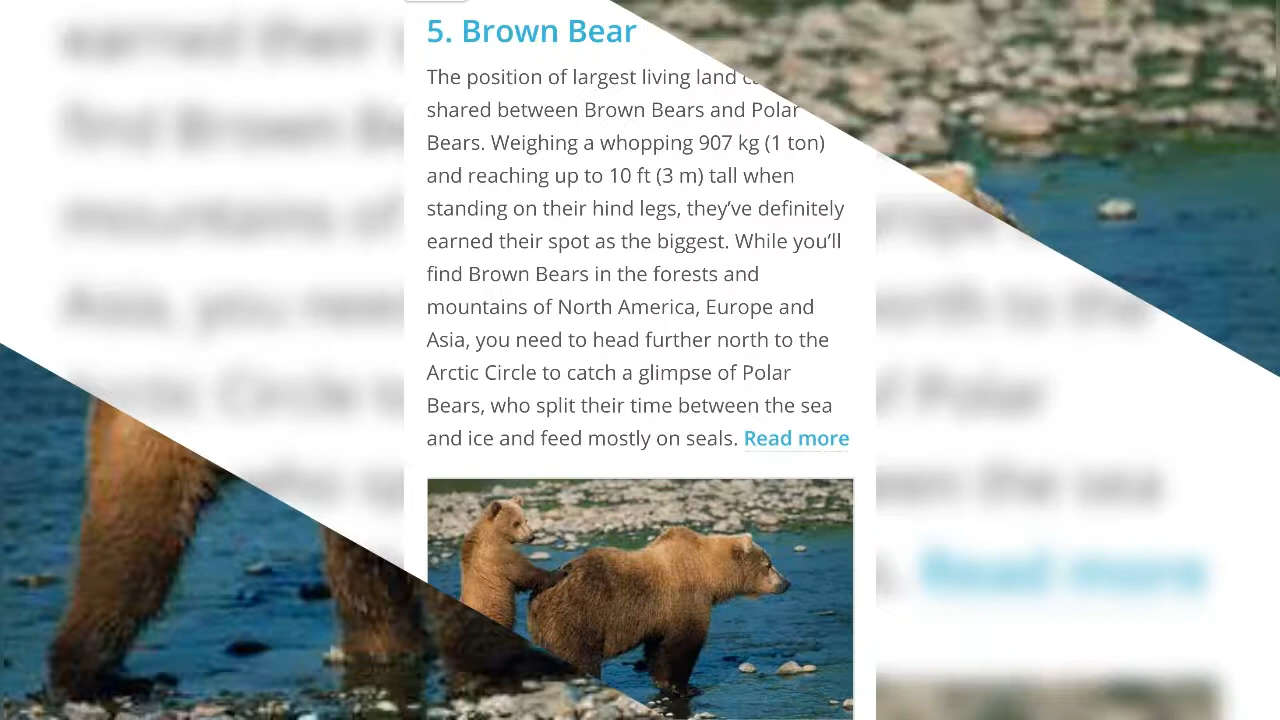 5. Brown Bear
The position of largest living land
shared between Brown Bears and Polar
Bears. Weighing a whopping 907 kg (1 ton)
and reaching up to 10 ft (3 m) tall when
standing on their hind legs, they’ve definitely
earned their spot as the biggest. While you’ll
find Brown Bears in the forests and
mountains of North America, Europe and
Asia, you need to head further north to the
Arctic Circle to catch a glimpse of Polar
Bears, who split their time between the sea
and ice and feed mostly on seals. Read more